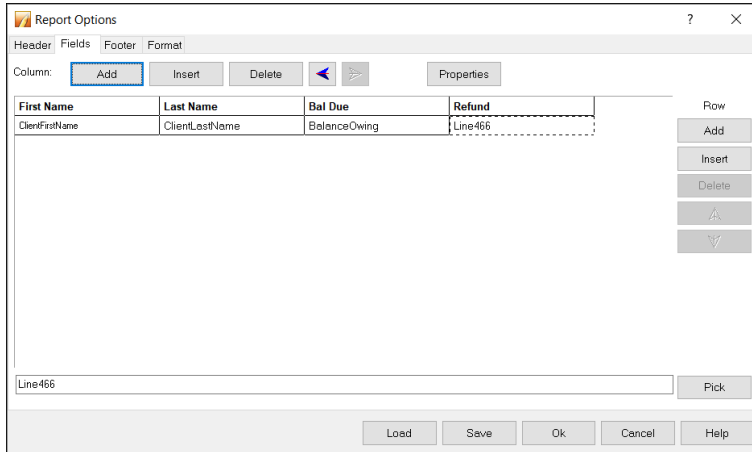 Report Options
?
Header Fields Footer Format
Column: Add Insert Delete Properties
First Name Last Name Bal Due Refund Row
ClientFirstName ClientLastName BalanceOwing Line466 Add
Insert
Delete
Line466 Pick
Load Save Ok Cancel Help